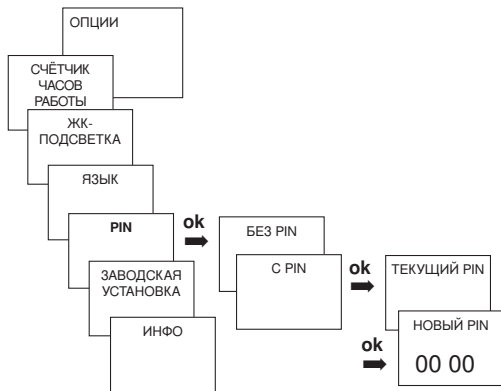 ОПЦИИ
СЧЁТЧИК
ЧАСОВ
РАБОТЫ
ЖК-
ПОДСВЕТКА
ЯЗЫК
PIN
ok
БЕЗ PIN
С PIN
ok
ТЕКУЩИЙ PIN
ЗАВОДСКАЯ
УСТАНОВКА
ИНФО
ok
НОВЫЙ PIN
00 00